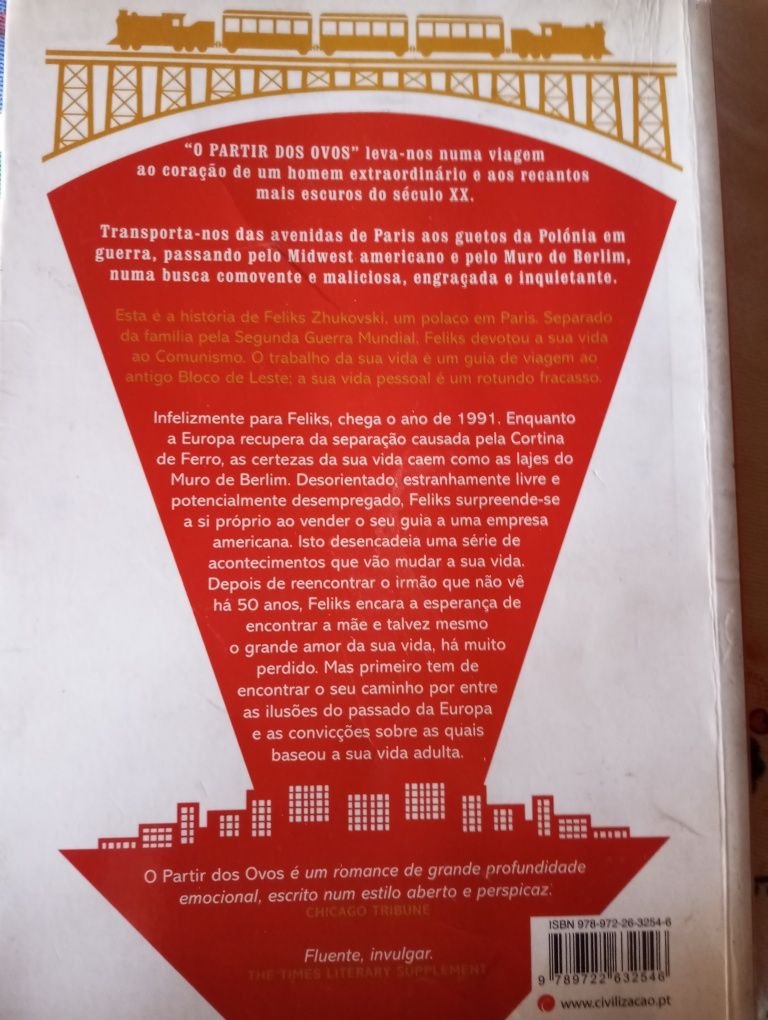 “O PARTIR DOS OVOS” leva-nos numa viagem
ao coração de um homem extraordinário e aos recantos
mais escuros do século XX.
Transporta-nos das avenidas de Paris aos guetos da Polónia em
guerra, passando pelo Midwest americano e pelo Muro de Berlim,
numa busca comovente e maliciosa, engraçada e inquietante.
Esta é a história de Feliks Zhukovski, um polaco em Paris. Separado
da família pela Segunda Guerra Mundial, Feliks devotou a sua vida
ao Comunismo. O trabalho da sua vida é um guia de viagem ao
antigo Bloco de Leste; a sua vida pessoal é um rotundo fracasso.
Infelizmente para Feliks, chega o ano de 1991. Enquanto
a Europa recupera da separação causada pela Cortina
de Ferro, as certezas da sua vida caem como as lajes do
Muro de Berlim. Desorientado, estranhamente livre e
potencialmente desempregado, Feliks surpreende-se
a si próprio ao vender o seu guia a uma empresa
americana. Isto desencadeia uma série de
acontecimentos que vão mudar a sua vida.
Depois de reencontrar o irmão que não vê
há 50 anos, Feliks encara a esperança de
encontrar a mãe e talvez mesmo
o grande amor da sua vida, há muito
perdido. Mas primeiro tem de
encontrar o seu caminho por entre
as ilusões do passado da Europa
e as convicções sobre as quais
baseou a sua vida adulta.
O Partir dos Ovos é um romance de grande profundidade
emocional, escrito num estilo aberto e perspicaz.
CHICAGO TRIBUNE
Fluente, invulgar.
THE TIMES LITERARY SUPPLEMENT
ISBN 978-972-26-3254-6
9 789722 632546
www.civilizacao.pt